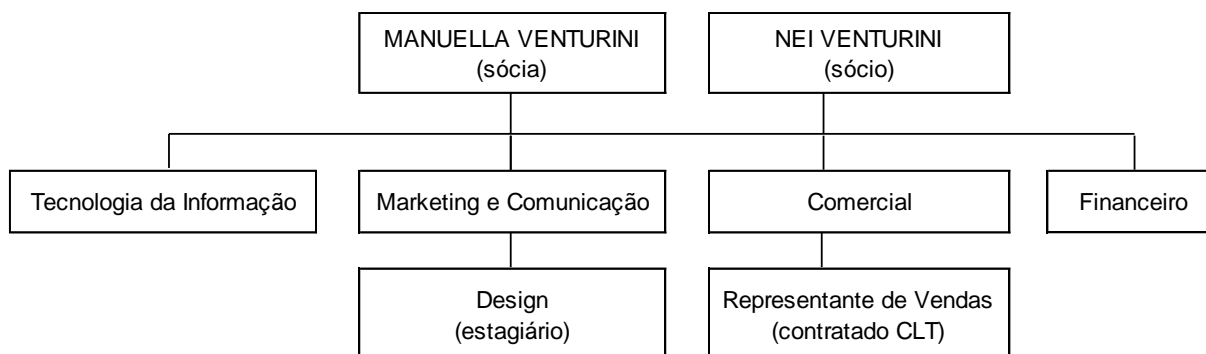 MANUELLA VENTURINI
(sócia)
NEI VENTURINI
(sócio)
Tecnologia da Informação
Marketing e Comunicação
Comercial
Financeiro
Design
(estagiário)
Representante de Vendas
(contratado CLT)